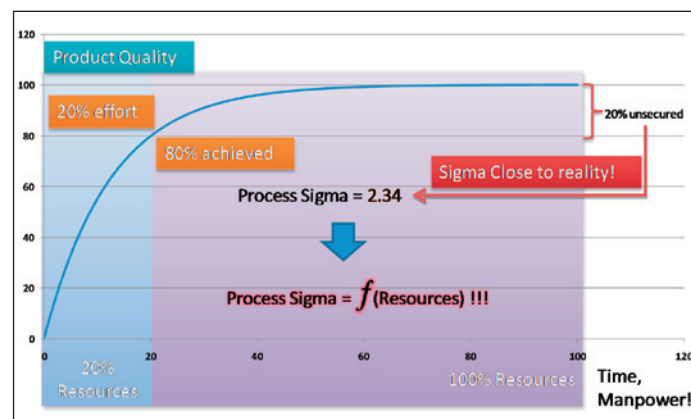 120
Product Quality
100
20% effort
20% unsecured
80
80% achieved
Sigma Close to reality!
60
Process Sigma = 2.34
40
20
Process Sigma = f(Resources) !!!
0
0 20 40 60 80 100 120
20%
Resources
100% Resources
Time,
Manpower!